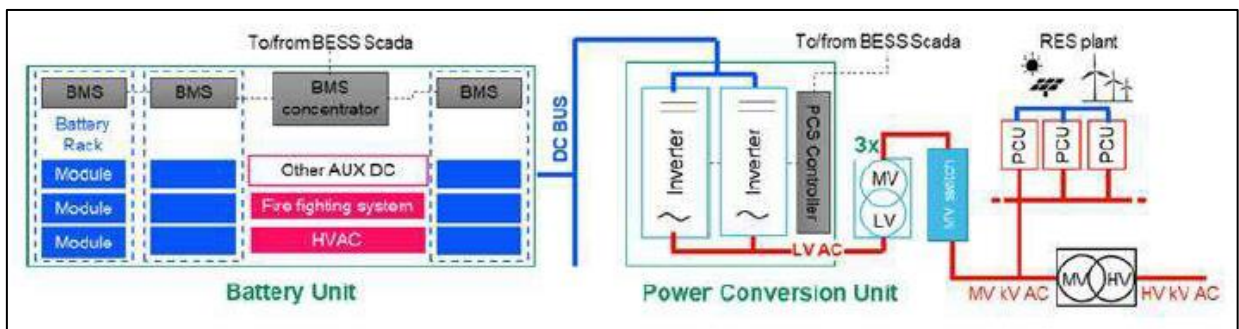 To/from BESS Scada
BMS
BMS
BMS
concentrator
BMS
Battery
Rack
Module
Module
Module
Other AUX DC
Fire fighting system
HVAC
Battery Unit
DC BUS
To/from BESS Scada
Inverter
Inverter
PCS Controller
LV AC
Power Conversion Unit
3x
MV
LV
MV switch
RES plant
PCU
PCU
PCU
MV kV AC
MV
HV
HV kV AC